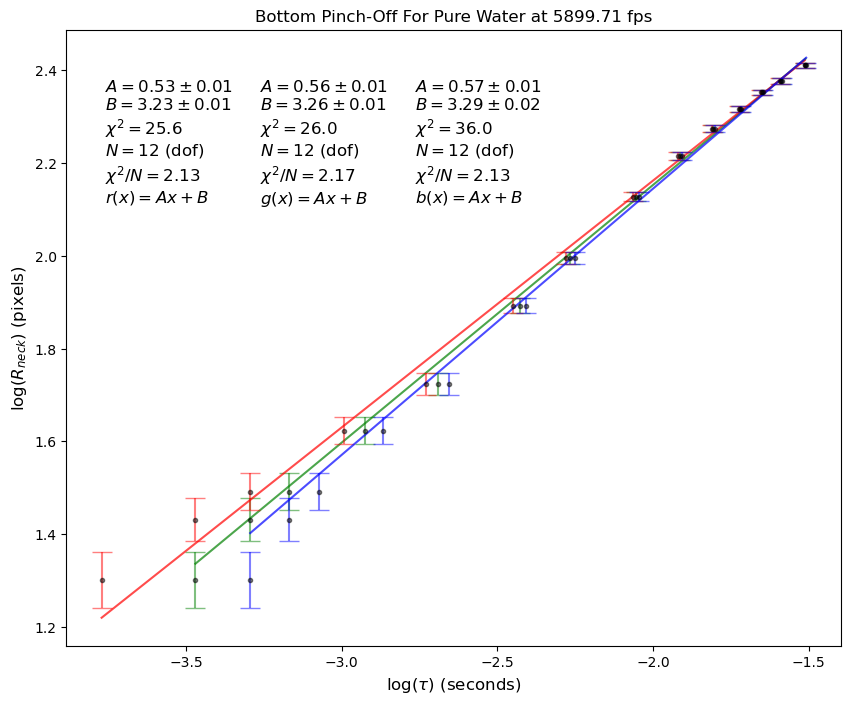 Bottom Pinch-Off For Pure Water at 5899.71 fps
A = 0.53 ± 0.01
B = 3.23 ± 0.01
χ² = 25.6
N = 12 (dof)
χ²/N = 2.13
r(x) = Ax + B
A = 0.56 ± 0.01
B = 3.26 ± 0.01
χ² = 26.0
N = 12 (dof)
χ²/N = 2.17
g(x) = Ax + B
A = 0.57 ± 0.01
B = 3.29 ± 0.02
χ² = 36.0
N = 12 (dof)
χ²/N = 2.13
b(x) = Ax + B
log(R_neck) (pixels)
2.4
2.2
2.0
1.8
1.6
1.4
1.2
−3.5
−3.0
−2.5
−2.0
−1.5
log(τ) (seconds)